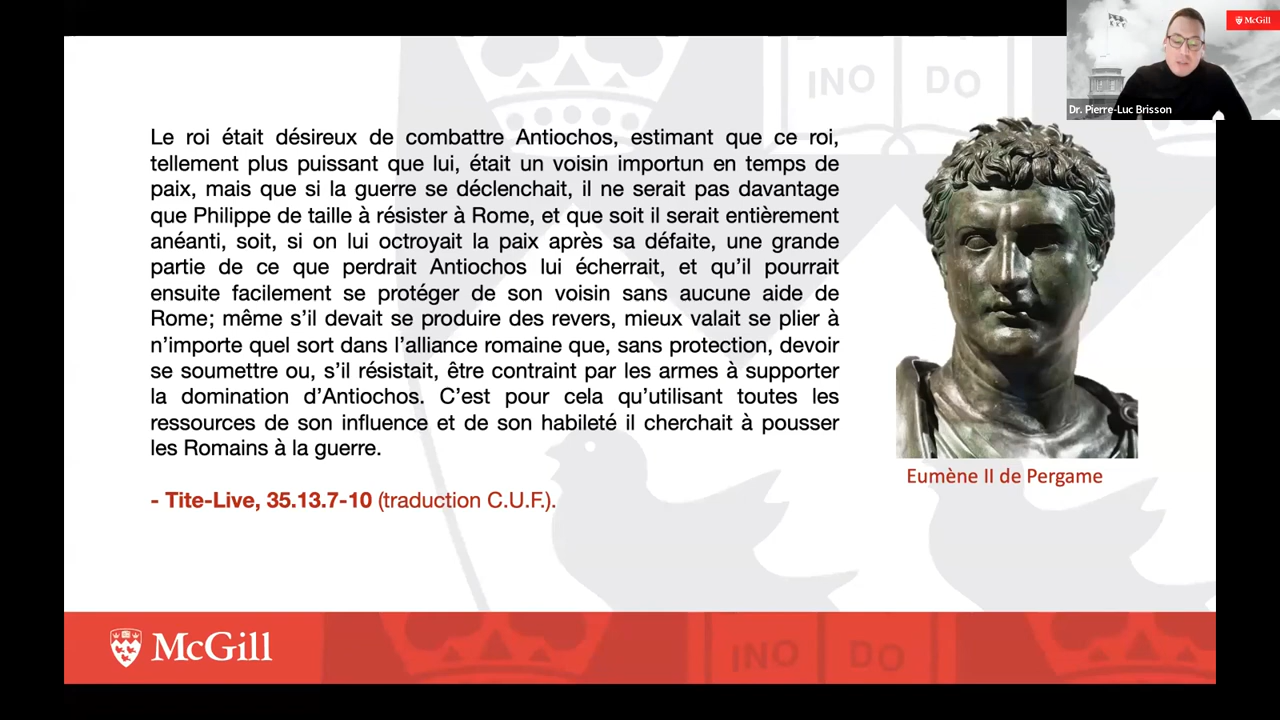 McGill
Dr. Pierre-Luc Brisson
INO DO
Le roi était désireux de combattre Antiochos, estimant que ce roi,
tellement plus puissant que lui, était un voisin importun en temps de
paix, mais que si la guerre se déclenchait, il ne serait pas davantage
que Philippe de taille à résister à Rome, et que soit il serait entièrement
anéanti, soit, si on lui octroyait la paix après sa défaite, une grande
partie de ce que perdrait Antiochos lui écherrait, et qu’il pourrait
ensuite facilement se protéger de son voisin sans aucune aide de
Rome; même s’il devait se produire des revers, mieux valait se plier à
n’importe quel sort dans l’alliance romaine que, sans protection, devoir
se soumettre ou, s’il résistait, être contraint par les armes à supporter
la domination d’Antiochos. C’est pour cela qu’utilisant toutes les
ressources de son influence et de son habileté il cherchait à pousser
les Romains à la guerre.
- Tite-Live, 35.13.7-10 (traduction C.U.F.).
Eumène II de Pergame
McGill
INO DO